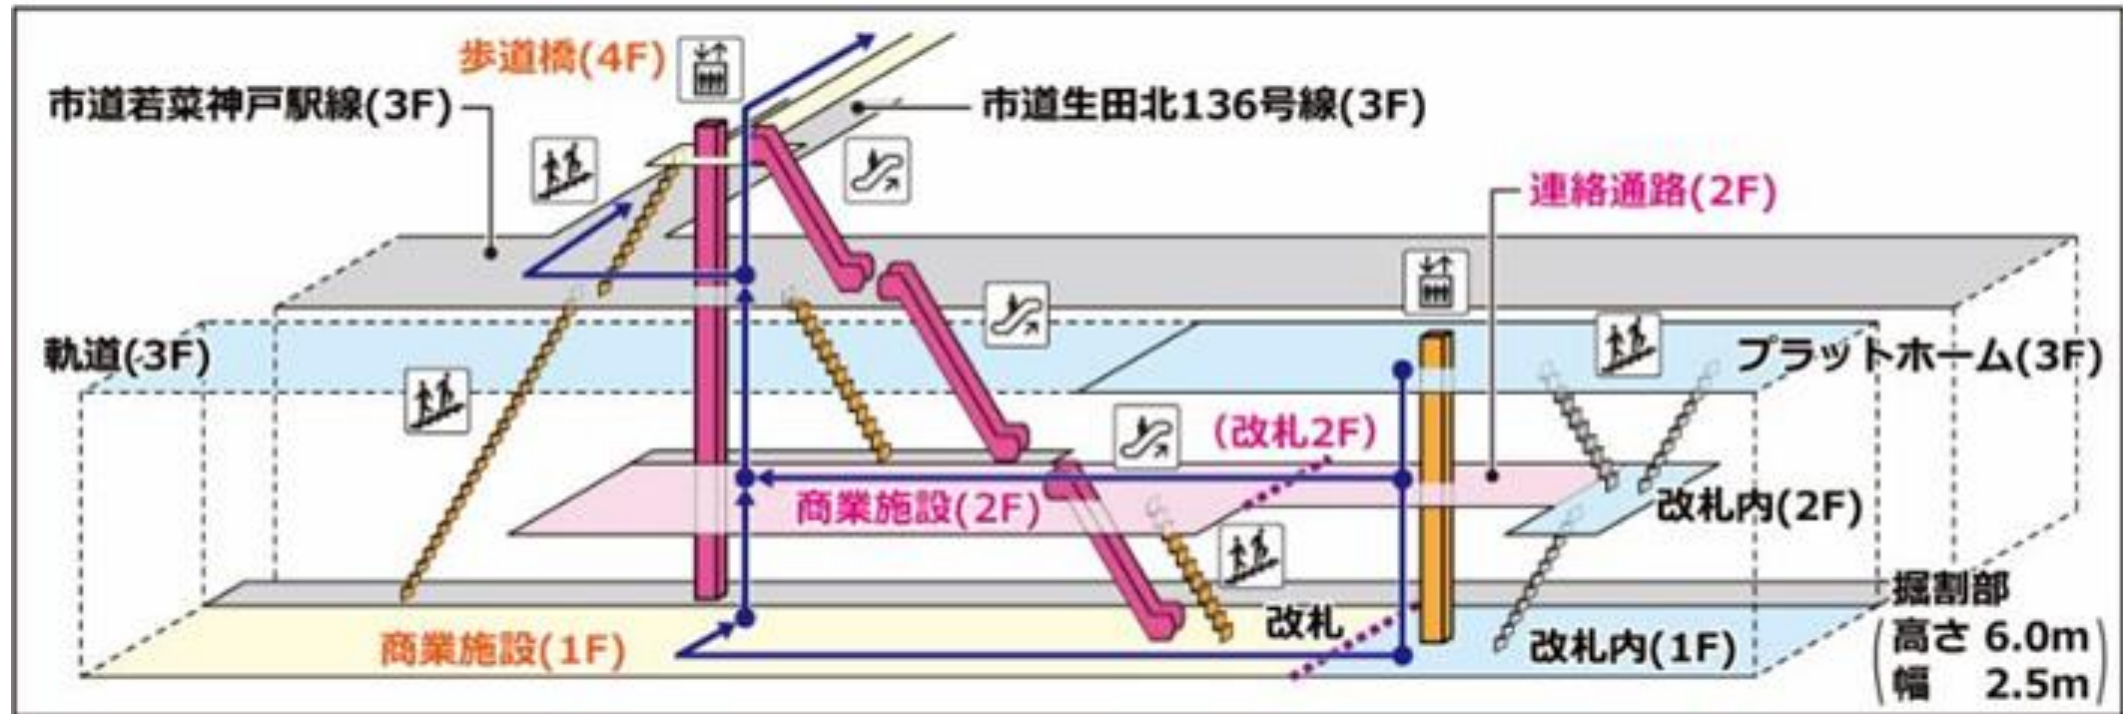 歩道橋(4F)
市道若菜神戸駅線(3F)
市道生田北136号線(3F)
連絡通路(2F)
軌道(3F)
プラットホーム(3F)
(改札2F)
商業施設(2F)
改札内(2F)
掘割部
高さ 6.0m
幅 2.5m
改札
商業施設(1F)
改札内(1F)